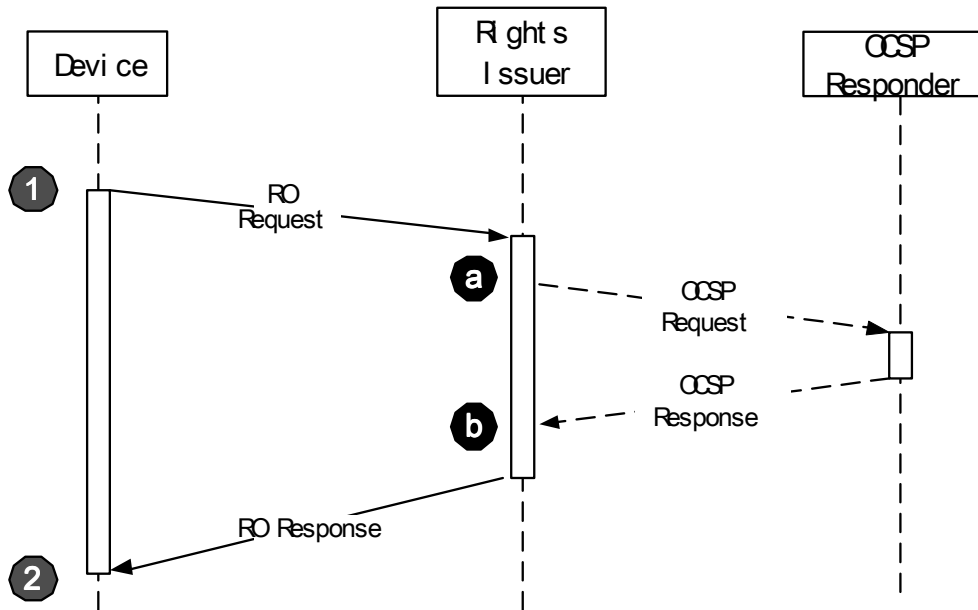 Device
Rights
Issuer
OCSP
Responder
1
RO
Request
a
OCSP
Request
OCSP
Response
b
RO Response
2